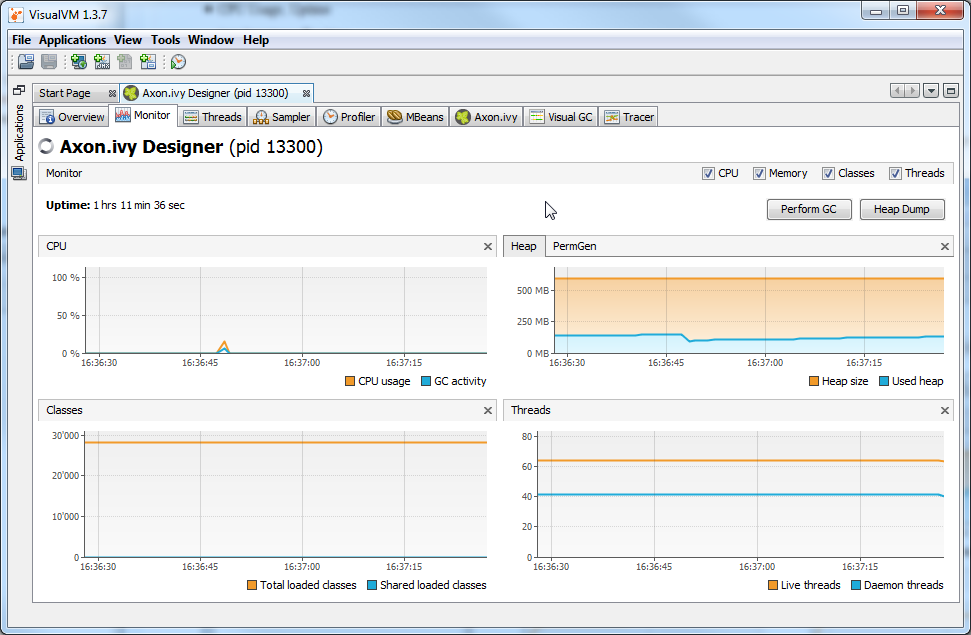 CPU Usage, Uptime
VisualVM 1.3.7
File Applications View Tools Window Help
Applications
Start Page
Axon.ivy Designer (pid 13300)
Overview Monitor Threads Sampler Profiler MBeans Axon.ivy Visual GC Tracer
Axon.ivy Designer (pid 13300)
Monitor CPU Memory Classes Threads
Uptime: 1 hrs 11 min 36 sec
Perform GC Heap Dump
CPU
100 %
50 %
0 %
16:36:30 16:36:45 16:37:00 16:37:15
CPU usage GC activity
Heap PermGen
500 MB
250 MB
0 MB
16:36:30 16:36:45 16:37:00 16:37:15
Heap size Used heap
Classes
30'000
20'000
10'000
0
16:36:30 16:36:45 16:37:00 16:37:15
Total loaded classes Shared loaded classes
Threads
80
60
40
20
0
16:36:30 16:36:45 16:37:00 16:37:15
Live threads Daemon threads